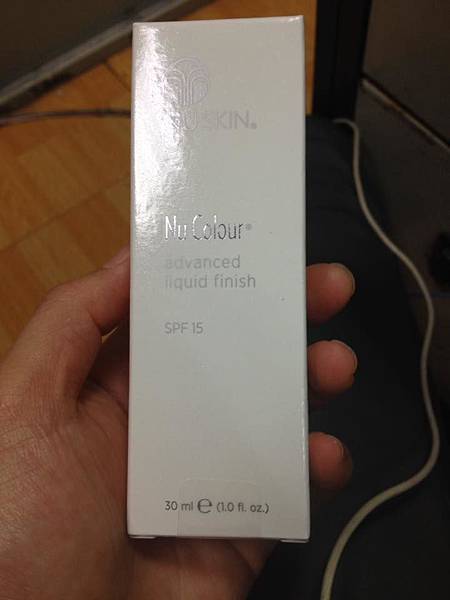 NU SKIN®
Nu Colour®
advanced
liquid finish
SPF 15
30 ml ℮ (1.0 fl. oz.)